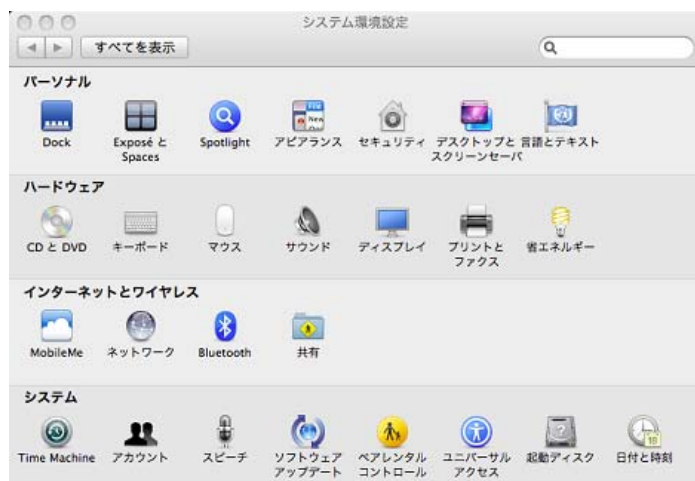 システム環境設定
すべてを表示
パーソナル
Dock
Exposé と
Spaces
Spotlight
アピアランス
セキュリティ
デスクトップと
スクリーンセーバ
言語とテキスト
ハードウェア
CD と DVD
キーボード
マウス
サウンド
ディスプレイ
プリントと
ファクス
省エネルギー
インターネットとワイヤレス
MobileMe
ネットワーク
Bluetooth
共有
システム
Time Machine
アカウント
スピーチ
ソフトウェア
アップデート
ペアレンタル
コントロール
ユニバーサル
アクセス
起動ディスク
日付と時刻